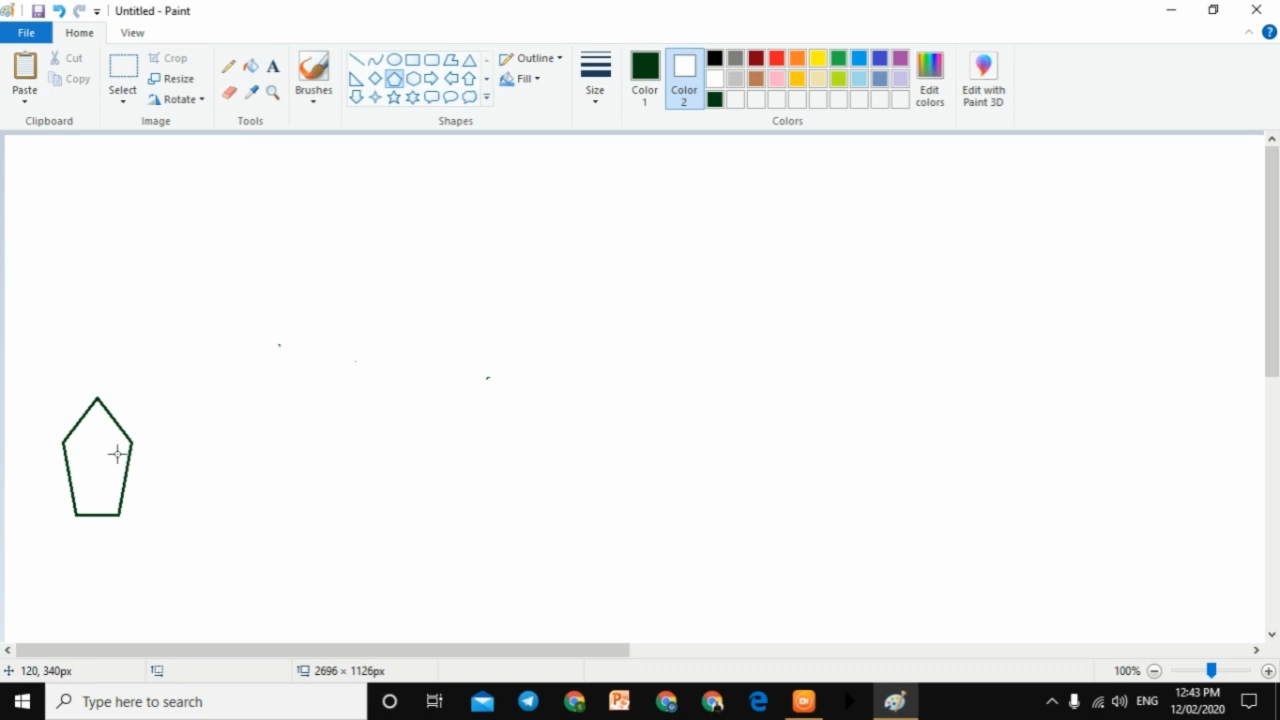 Untitled - Paint
File
Home
View
Paste
Cut
Copy
Clipboard
Select
Crop
Resize
Rotate
Image
A
Tools
Brushes
Outline
Fill
Shapes
Size
Color 1
Color 2
Edit colors
Colors
Edit with Paint 3D
120, 340px
2696 × 1126px
100%
Type here to search
ENG
12:43 PM
12/02/2020